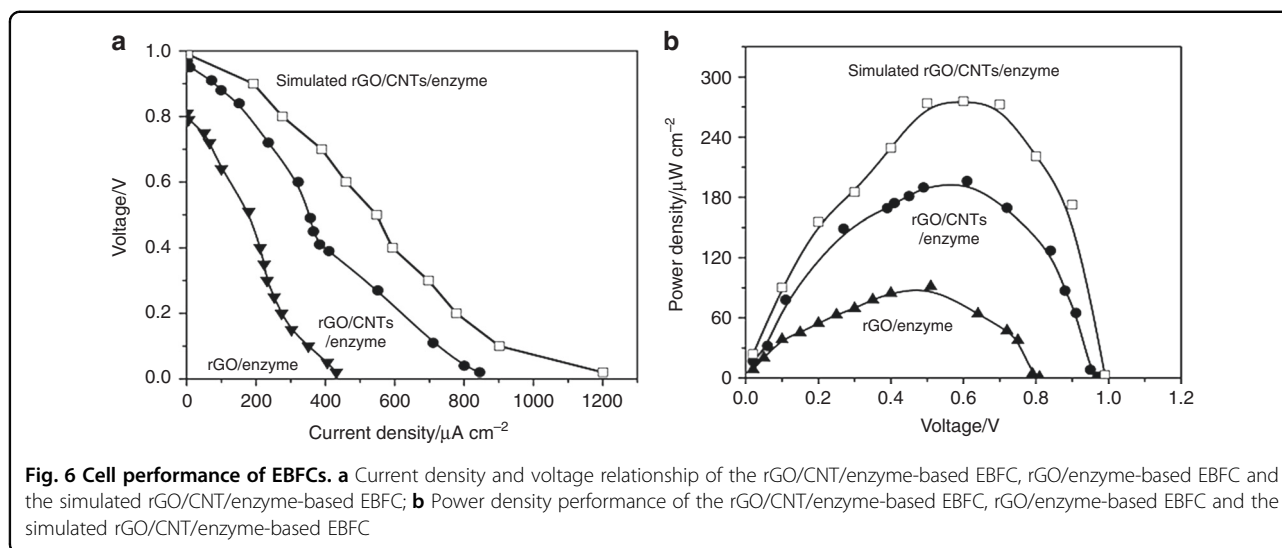 a
1.0
0.8
0.6
0.4
0.2
0.0
Voltage/V
Simulated rGO/CNTs/enzyme
rGO/CNTs
/enzyme
rGO/enzyme
0 200 400 600 800 1000 1200
Current density/μA cm⁻²
b
300
240
180
120
60
0
Power density/μW cm⁻²
Simulated rGO/CNTs/enzyme
rGO/CNTs
/enzyme
rGO/enzyme
0.0 0.2 0.4 0.6 0.8 1.0 1.2
Voltage/V
Fig. 6 Cell performance of EBFCs. a Current density and voltage relationship of the rGO/CNT/enzyme-based EBFC, rGO/enzyme-based EBFC and
the simulated rGO/CNT/enzyme-based EBFC; b Power density performance of the rGO/CNT/enzyme-based EBFC, rGO/enzyme-based EBFC and the
simulated rGO/CNT/enzyme-based EBFC